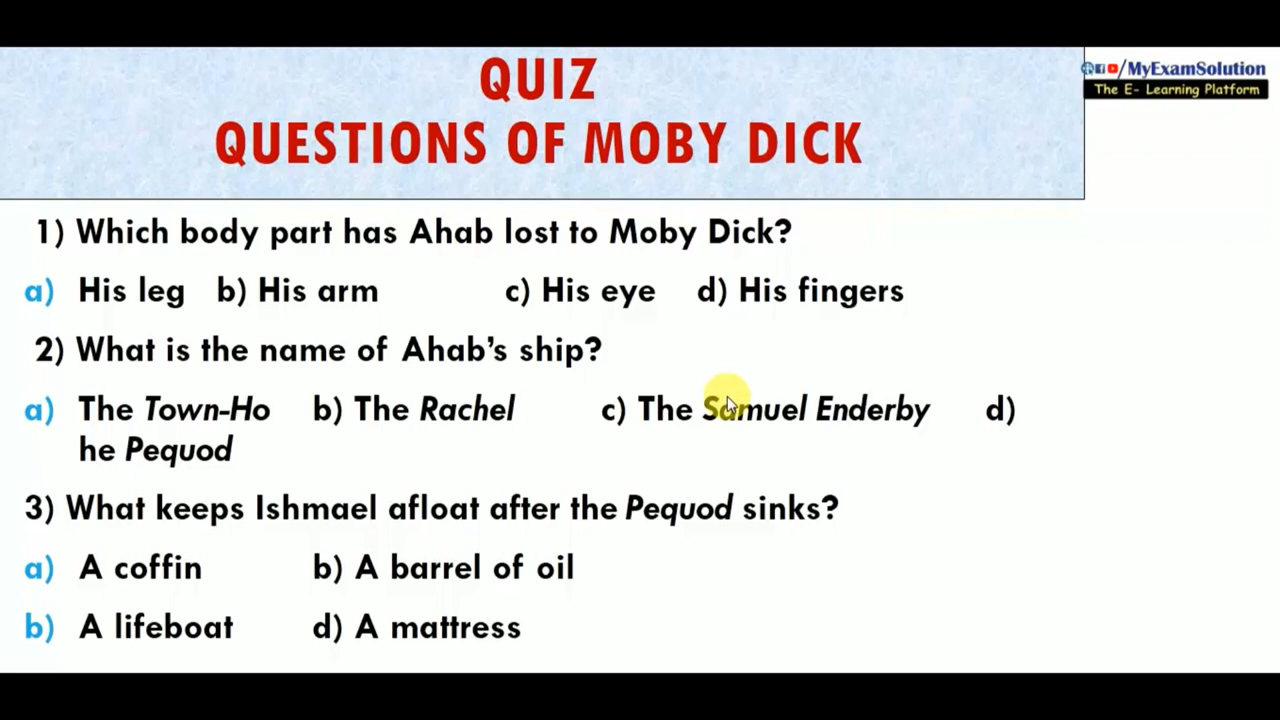 QUIZ
QUESTIONS OF MOBY DICK
/MyExamSolution
The E- Learning Platform
1) Which body part has Ahab lost to Moby Dick?
a) His leg b) His arm c) His eye d) His fingers
2) What is the name of Ahab’s ship?
a) The Town-Ho b) The Rachel c) The Samuel Enderby d)
he Pequod
3) What keeps Ishmael afloat after the Pequod sinks?
a) A coffin b) A barrel of oil
b) A lifeboat d) A mattress